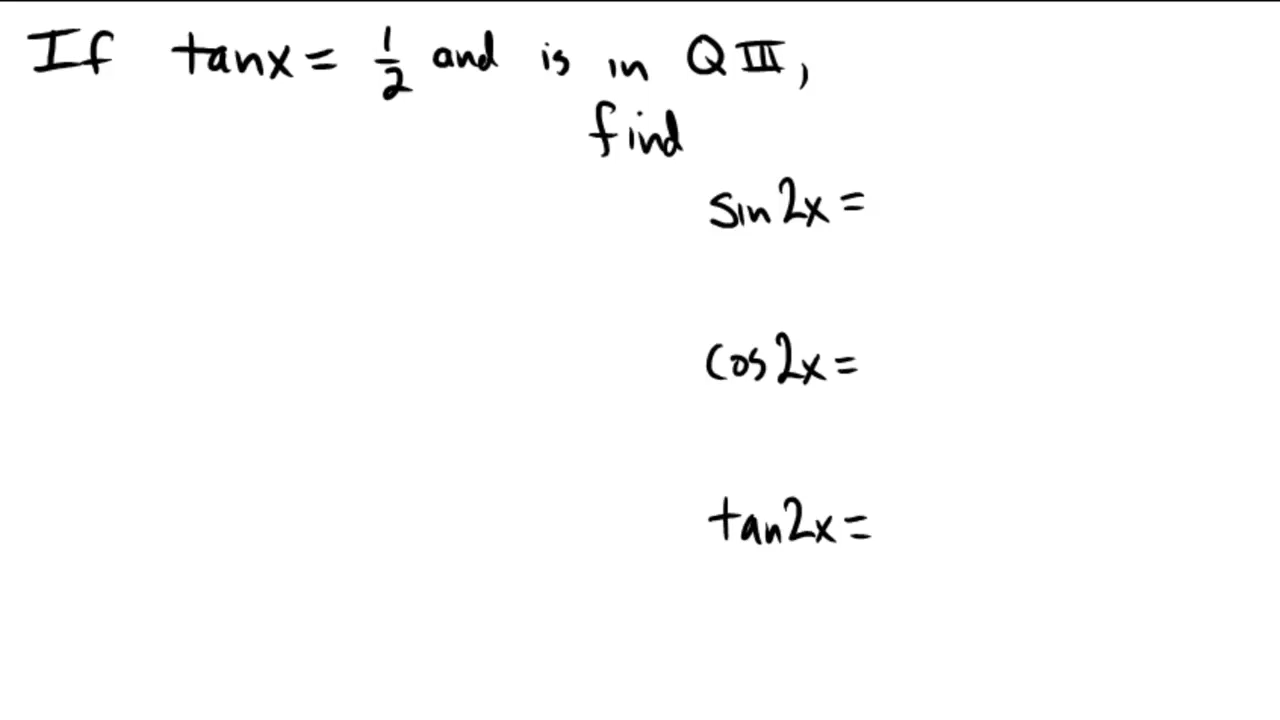 If tanx = 1/2 and is in QIII,
find
sin2x =
cos2x =
tan2x =